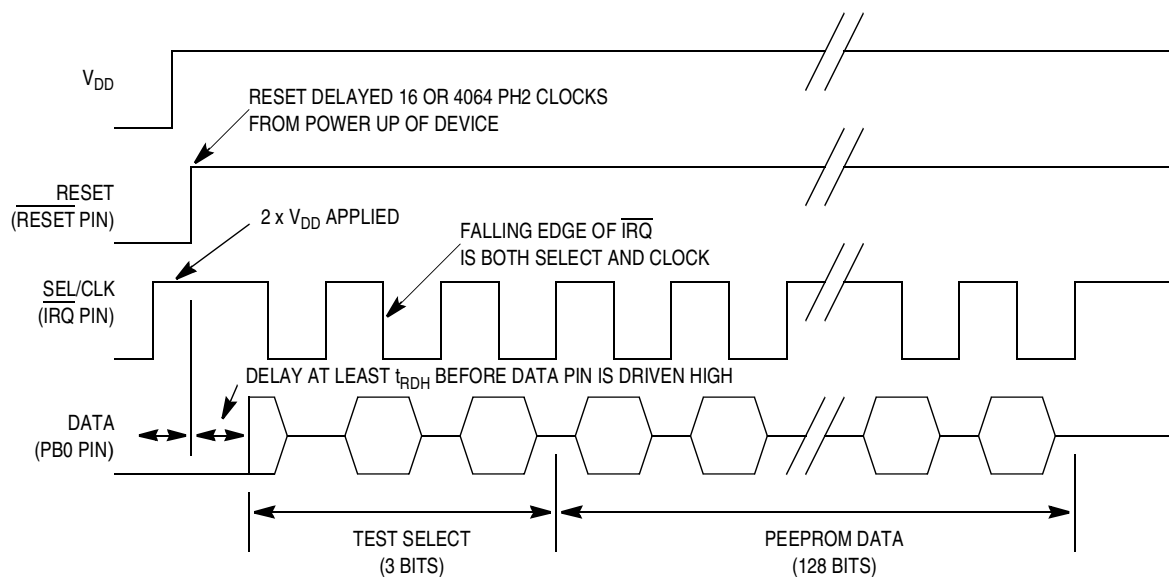 V_DD
RESET DELAYED 16 OR 4064 PH2 CLOCKS
FROM POWER UP OF DEVICE
RESET
(RESET PIN)
2 x V_DD APPLIED
FALLING EDGE OF IRQ
IS BOTH SELECT AND CLOCK
SEL/CLK
(IRQ PIN)
DELAY AT LEAST t_RDH BEFORE DATA PIN IS DRIVEN HIGH
DATA
(PB0 PIN)
TEST SELECT
(3 BITS)
PEEPROM DATA
(128 BITS)